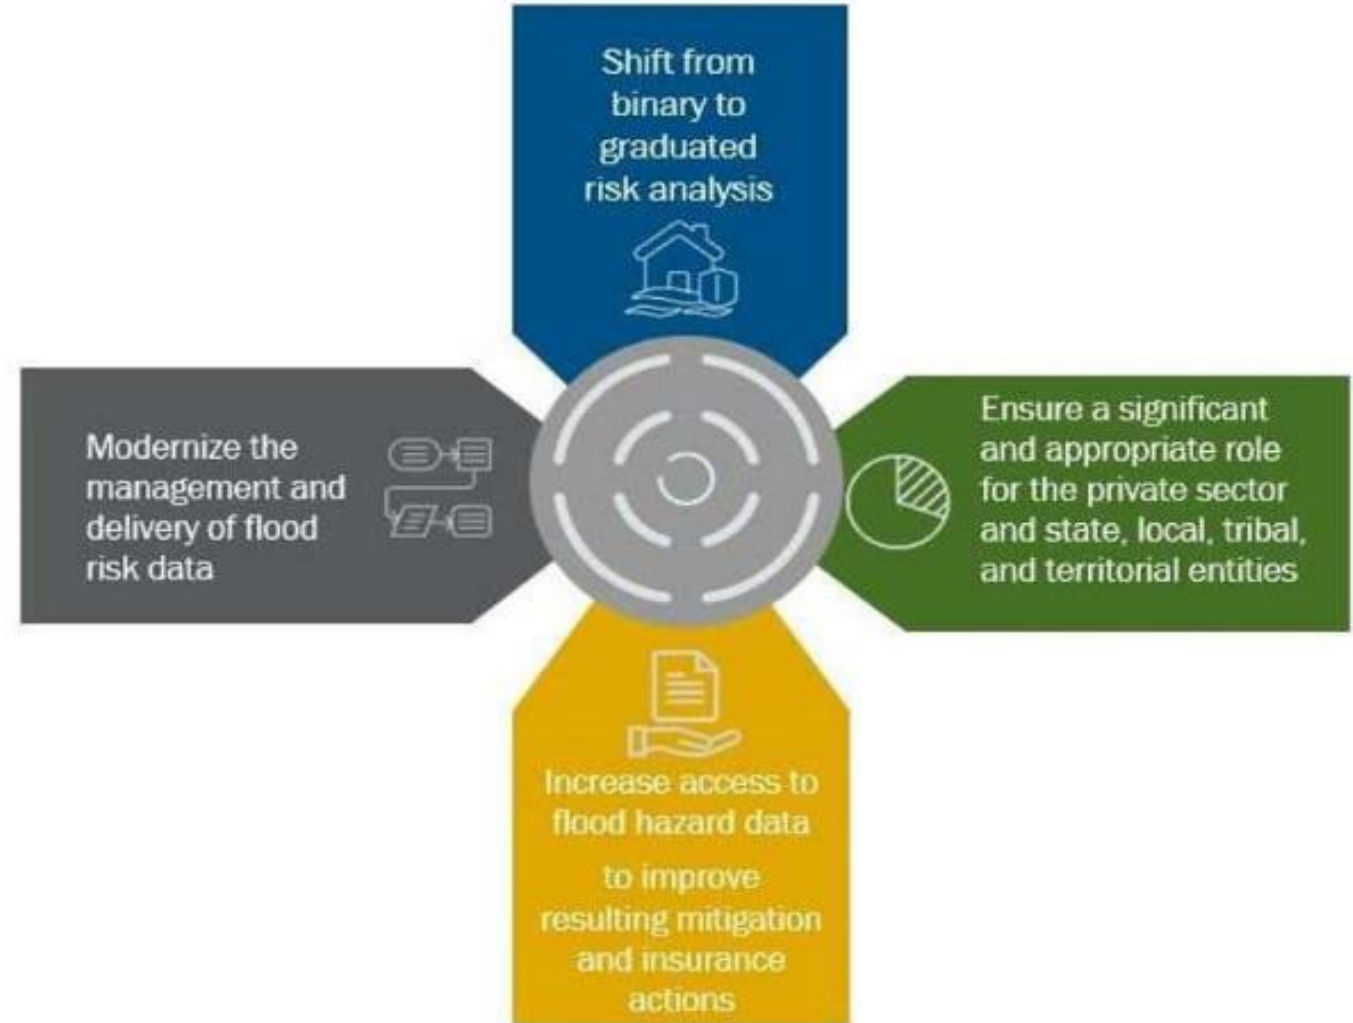 Shift from
binary to
graduated
risk analysis
Modernize the
management and
delivery of flood
risk data
Ensure a significant
and appropriate role
for the private sector
and state, local, tribal,
and territorial entities
Increase access to
flood hazard data
to improve
resulting mitigation
and insurance
actions